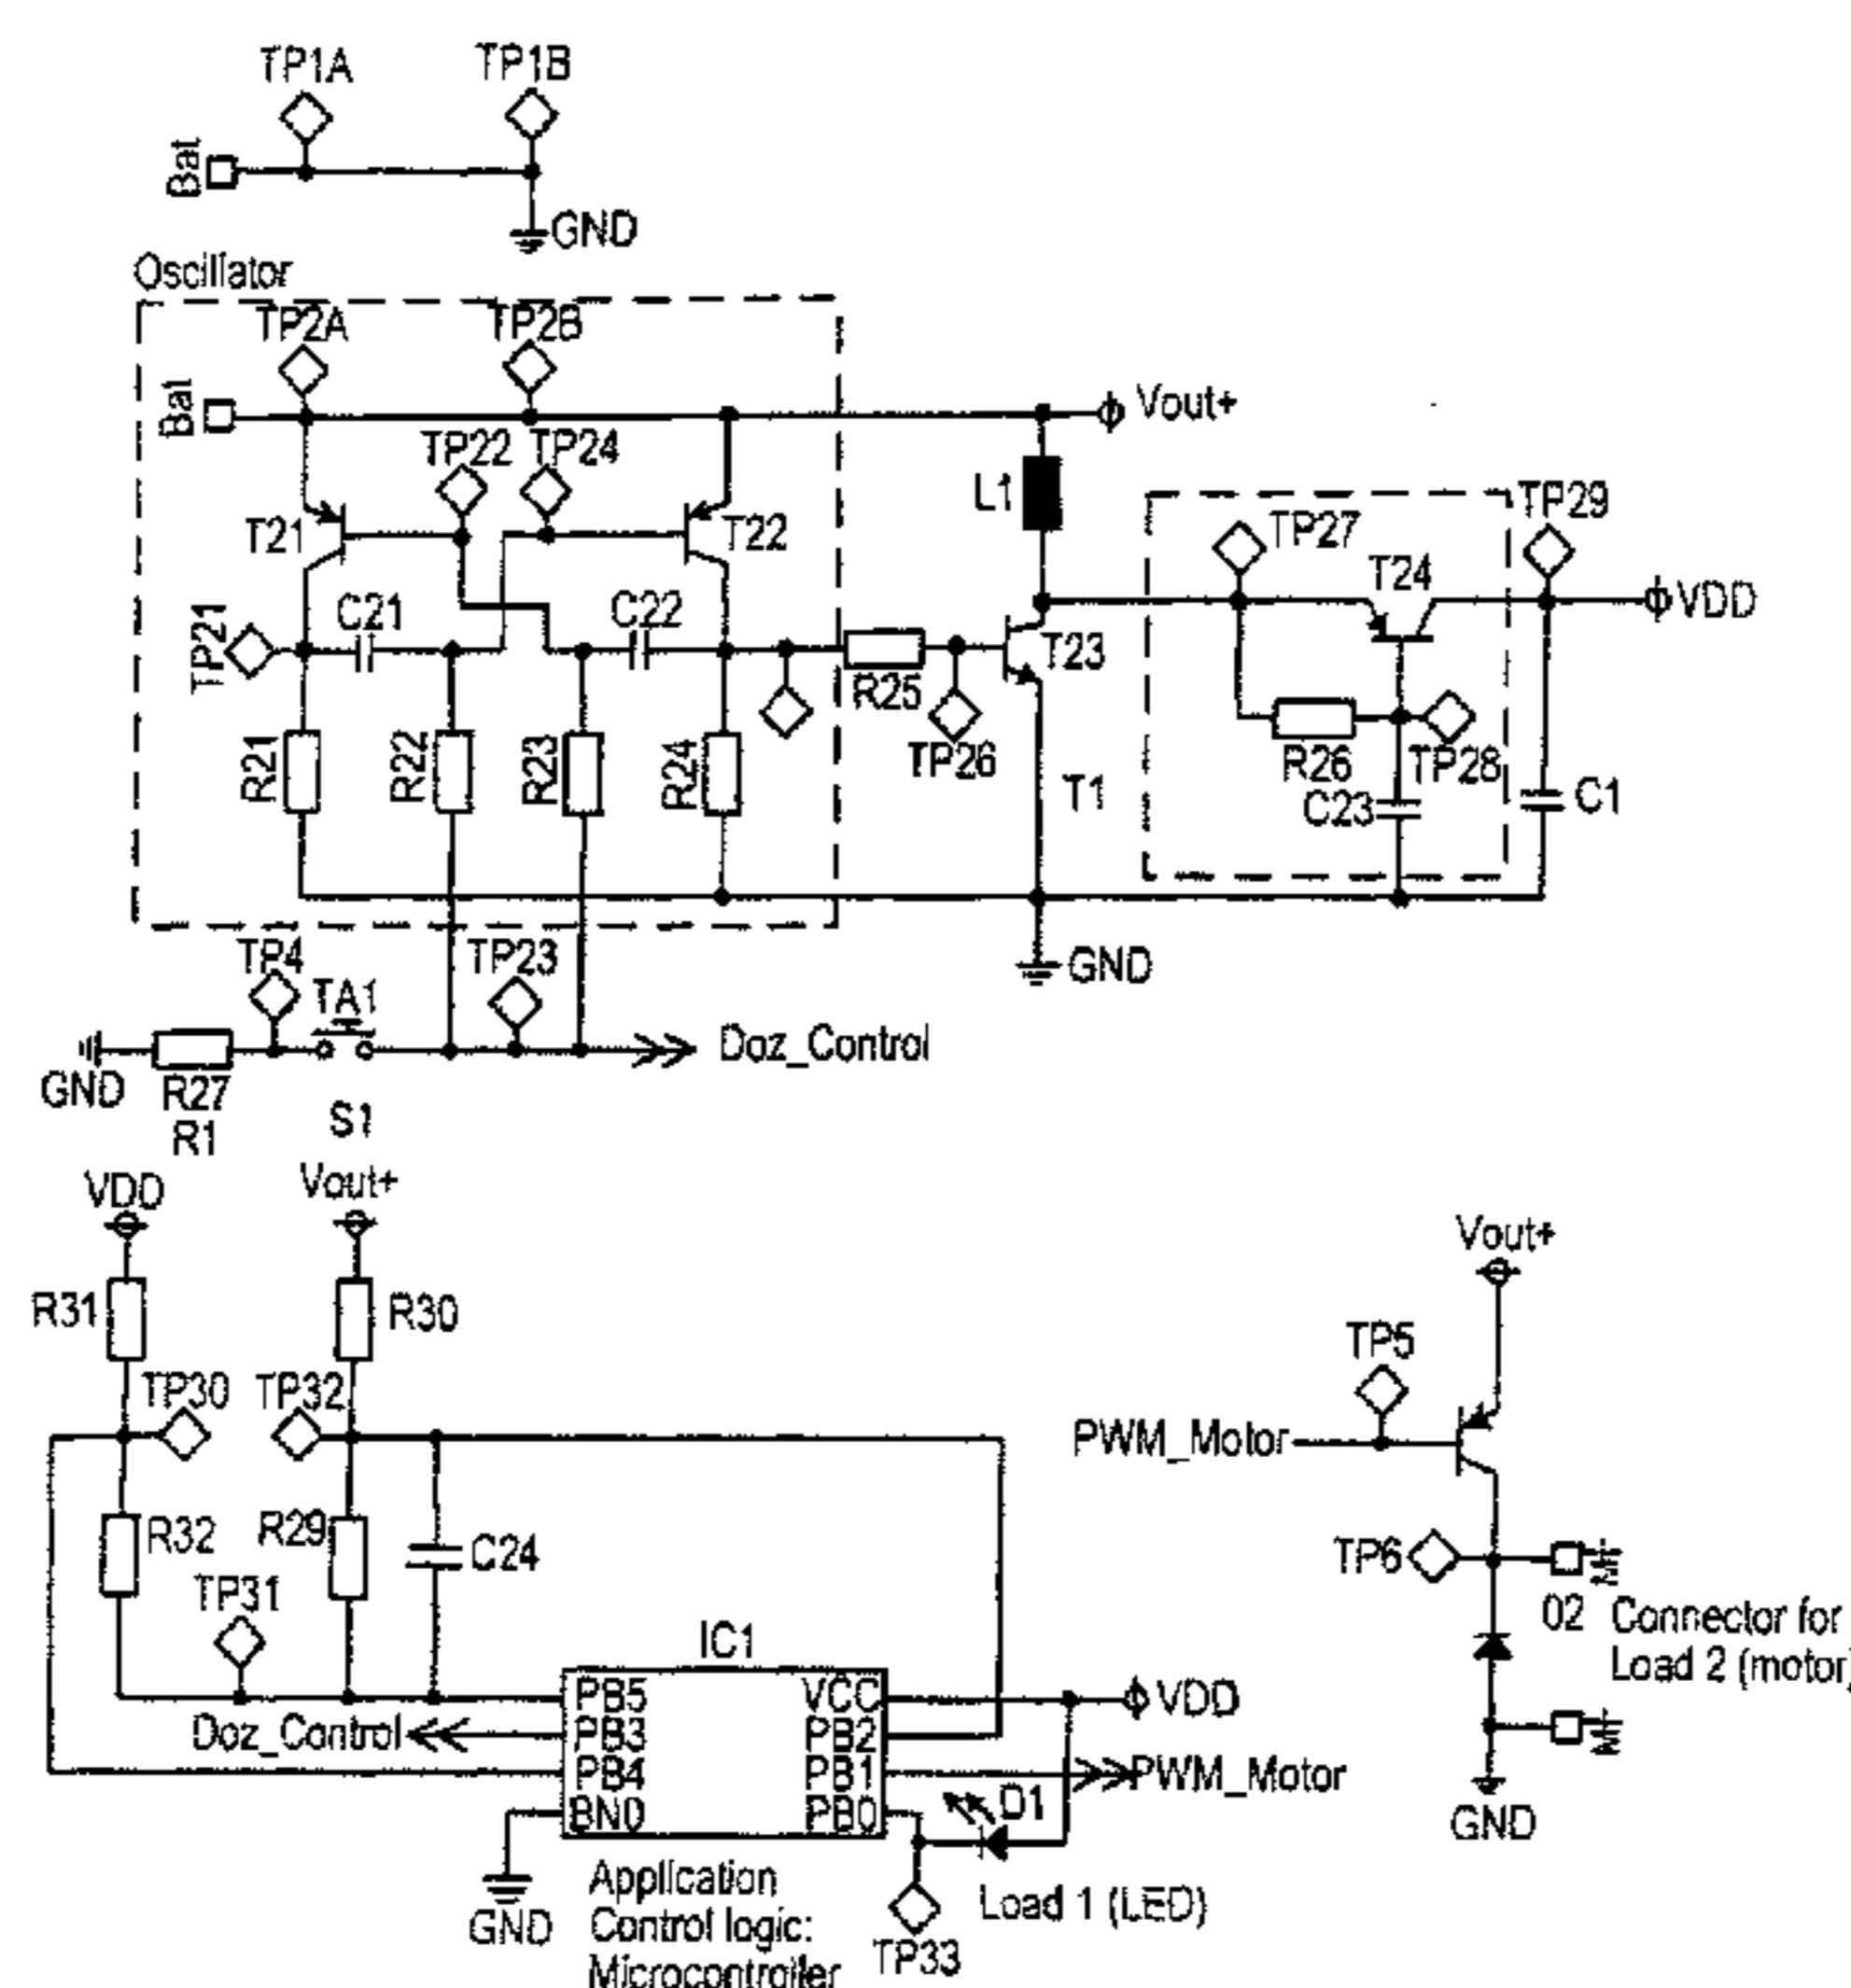 TP1A
TP1B
Bat
GND
Oscillator
TP2A
TP2B
Bat
Vout+
TP22
TP24
L1
TP29
TP27
T21
T22
T24
VDD
C21
C22
TP21
T23
R25
TP26
R21
R22
R23
R24
T1
R26
TP28
C23
C1
GND
TP4
TA1
TP23
Doz_Control
GND
R27
R1
S1
VDD
Vout+
Vout+
R31
R30
TP5
TP30
TP32
PWM_Motor
R32
R29
C24
TP6
TP31
02
Connector for
Load 2 (motor)
IC1
PB5
VCC
VDD
Doz_Control
PB3
PB2
PB4
PB1
PWM_Motor
BN0
PB0
D1
GND
GND
Application
Control logic:
Microcontroller
Load 1 (LED)
TP33